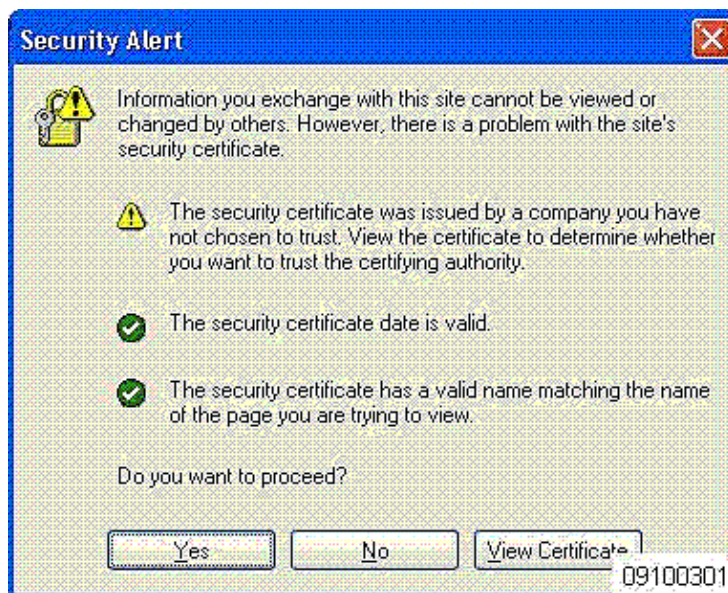 Security Alert
Information you exchange with this site cannot be viewed or
changed by others. However, there is a problem with the site's
security certificate.
The security certificate was issued by a company you have
not chosen to trust. View the certificate to determine whether
you want to trust the certifying authority.
The security certificate date is valid.
The security certificate has a valid name matching the name
of the page you are trying to view.
Do you want to proceed?
Yes
No
View Certificate
09100301